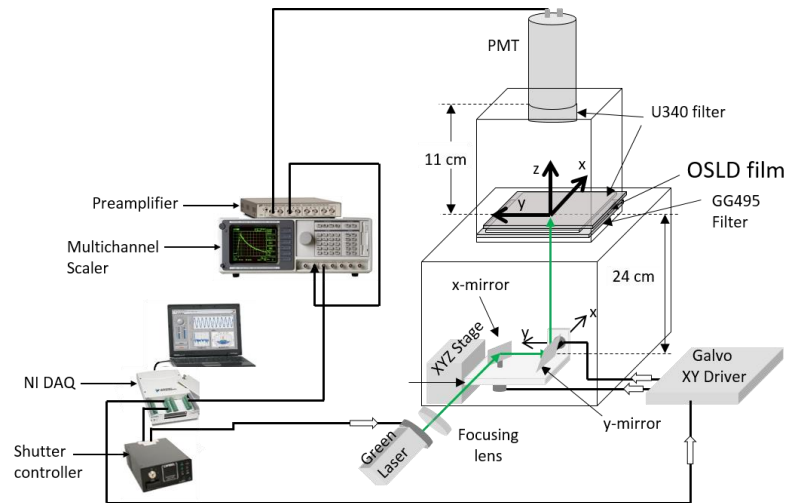 PMT
U340 filter
11 cm
z
x
y
OSLD film
GG495
Filter
Preamplifier
Multichannel
Scaler
24 cm
x-mirror
XYZ Stage
y
x
Galvo
XY Driver
NI DAQ
y-mirror
Green
Laser
Focusing
lens
Shutter
controller